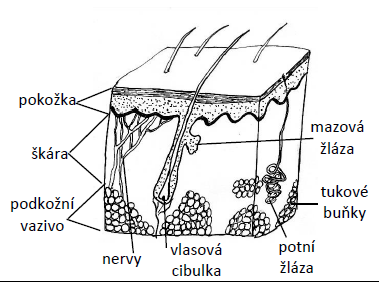 pokožka
škára
podkožní
vazivo
nervy
vlasová
cibulka
mazová
žláza
tukové
buňky
potní
žláza